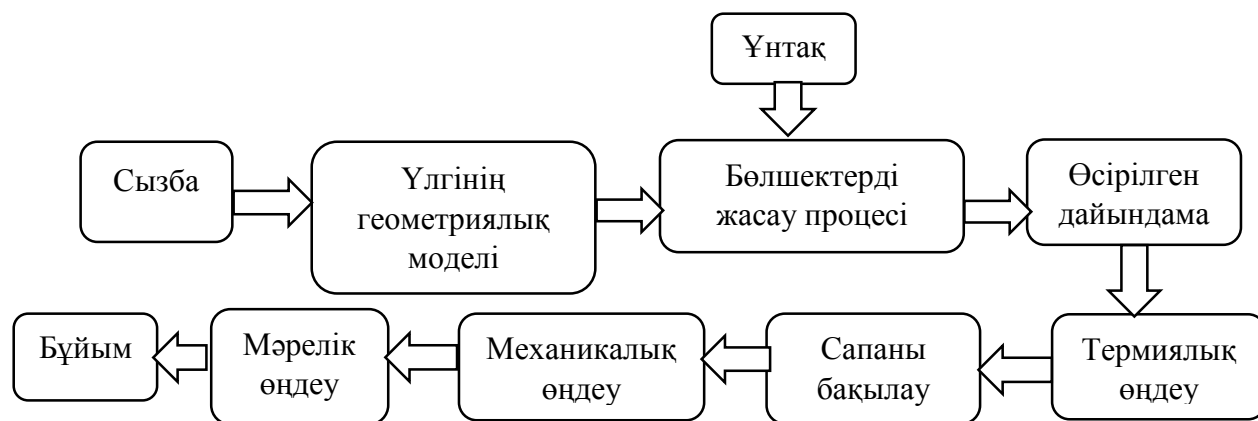 Ұнтақ
Сызба
Үлгінің
геометриялық
моделі
Бөлшектерді
жасау процесі
Өсірілген
дайындама
Термиялық
өңдеу
Сапаны
бақылау
Механикалық
өңдеу
Мәрелік
өңдеу
Бұйым